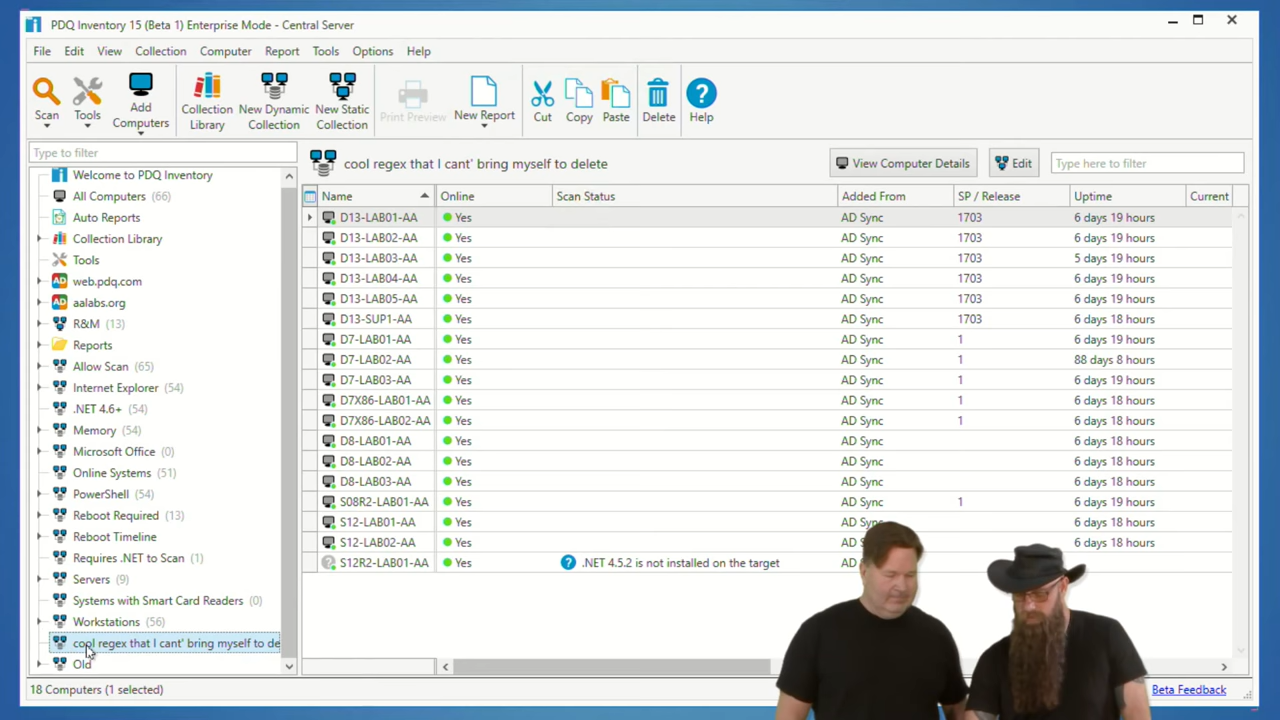 PDQ Inventory 15 (Beta 1) Enterprise Mode - Central Server
File Edit View Collection Computer Report Tools Options Help
Scan Tools Add Computers Collection Library New Dynamic Collection New Static Collection Print Preview New Report Cut Copy Paste Delete Help
Type to filter
cool regex that I cant' bring myself to delete View Computer Details Edit Type here to filter
Welcome to PDQ Inventory
All Computers (66)
Auto Reports
Collection Library
Tools
AD web.pdq.com
AD aalabs.org
R&M (13)
Reports
Allow Scan (65)
Internet Explorer (54)
.NET 4.6+ (54)
Memory (54)
Microsoft Office (0)
Online Systems (51)
PowerShell (54)
Reboot Required (13)
Reboot Timeline
Requires .NET to Scan (1)
Servers (9)
Systems with Smart Card Readers (0)
Workstations (56)
cool regex that I cant' bring myself to de
Old
Name Online Scan Status Added From SP / Release Uptime Current
D13-LAB01-AA Yes AD Sync 1703 6 days 19 hours
D13-LAB02-AA Yes AD Sync 1703 6 days 19 hours
D13-LAB03-AA Yes AD Sync 1703 5 days 19 hours
D13-LAB04-AA Yes AD Sync 1703 6 days 19 hours
D13-LAB05-AA Yes AD Sync 1703 6 days 19 hours
D13-SUP1-AA Yes AD Sync 1703 6 days 18 hours
D7-LAB01-AA Yes AD Sync 1 6 days 19 hours
D7-LAB02-AA Yes AD Sync 1 88 days 8 hours
D7-LAB03-AA Yes AD Sync 1 6 days 19 hours
D7X86-LAB01-AA Yes AD Sync 1 6 days 18 hours
D7X86-LAB02-AA Yes AD Sync 1 6 days 18 hours
D8-LAB01-AA Yes AD Sync 6 days 18 hours
D8-LAB02-AA Yes AD Sync 6 days 18 hours
D8-LAB03-AA Yes AD Sync 6 days 18 hours
S08R2-LAB01-AA Yes AD Sync 1 6 days 19 hours
S12-LAB01-AA Yes AD Sync 6 days 18 hours
S12-LAB02-AA Yes AD Sync 6 days 18 hours
S12R2-LAB01-AA Yes .NET 4.5.2 is not installed on the target AD
18 Computers (1 selected)
Beta Feedback